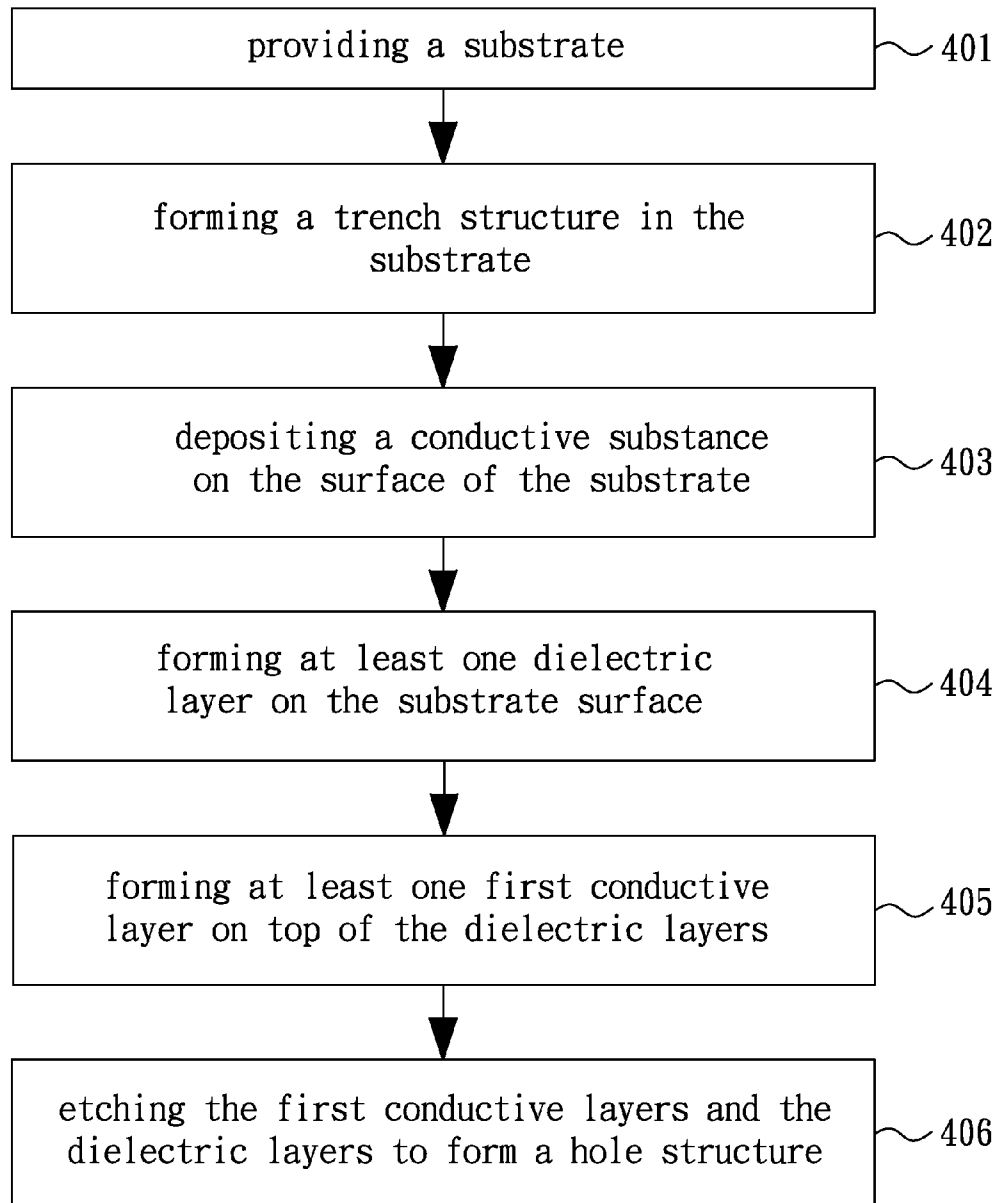 providing a substrate
401
forming a trench structure in the
substrate
402
depositing a conductive substance
on the surface of the substrate
403
forming at least one dielectric
layer on the substrate surface
404
forming at least one first conductive
layer on top of the dielectric layers
405
etching the first conductive layers and the
dielectric layers to form a hole structure
406